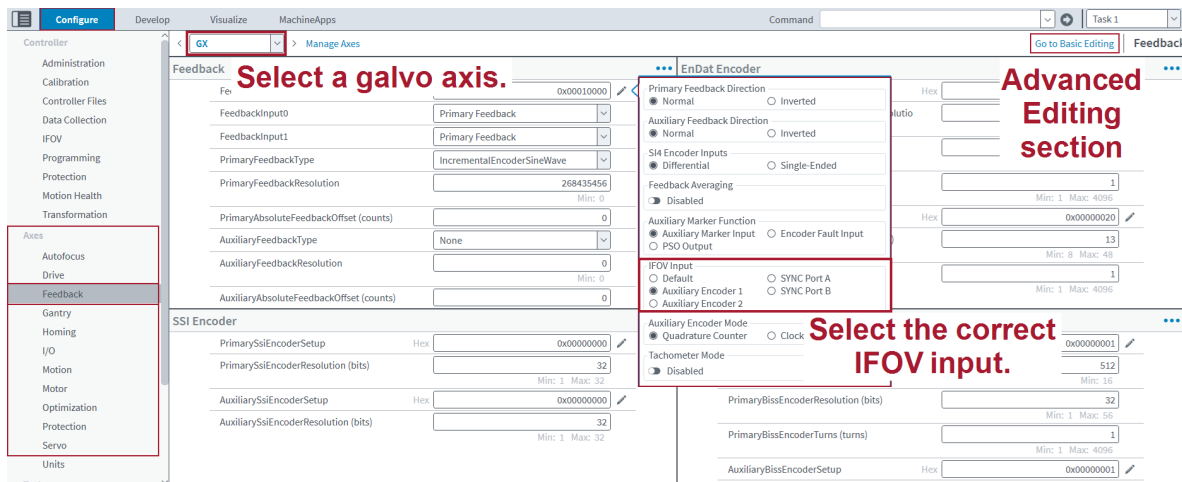 Configure Develop Visualize MachineApps Command Task 1
Controller
Administration
Calibration
Controller Files
Data Collection
IFOV
Programming
Protection
Motion Health
Transformation
Axes
Autofocus
Drive
Feedback
Gantry
Homing
I/O
Motion
Motor
Optimization
Protection
Servo
Units
< GX > Manage Axes Go to Basic Editing Feedback
Feedback
Select a galvo axis.
0x00010000
FeedbackInput0 Primary Feedback
FeedbackInput1 Primary Feedback
PrimaryFeedbackType IncrementalEncoderSineWave
PrimaryFeedbackResolution 268435456
Min: 0
PrimaryAbsoluteFeedbackOffset (counts) 0
AuxiliaryFeedbackType None
AuxiliaryFeedbackResolution 0
Min: 0
AuxiliaryAbsoluteFeedbackOffset (counts) 0
SSI Encoder
PrimarySsiEncoderSetup Hex 0x00000000
PrimarySsiEncoderResolution (bits) 32
Min: 1 Max: 32
AuxiliarySsiEncoderSetup Hex 0x00000000
AuxiliarySsiEncoderResolution (bits) 32
Min: 1 Max: 32
Primary Feedback Direction
Normal Inverted
Auxiliary Feedback Direction
Normal Inverted
SI4 Encoder Inputs
Differential Single-Ended
Feedback Averaging
Disabled
Auxiliary Marker Function
Auxiliary Marker Input Encoder Fault Input
PSO Output
IFOV Input
Default SYNC Port A
Auxiliary Encoder 1 SYNC Port B
Auxiliary Encoder 2
Auxiliary Encoder Mode
Quadrature Counter Clock
Tachometer Mode
Disabled
Select the correct
IFOV input.
EnDat Encoder
Advanced
Editing
section
Hex
lutio
1
Min: 1 Max: 4096
Hex 0x00000020
13
Min: 8 Max: 48
1
Min: 1 Max: 4096
0x00000001
512
Min: 16
PrimaryBissEncoderResolution (bits) 32
Min: 1 Max: 56
PrimaryBissEncoderTurns (turns) 1
Min: 1 Max: 4096
AuxiliaryBissEncoderSetup Hex 0x00000001